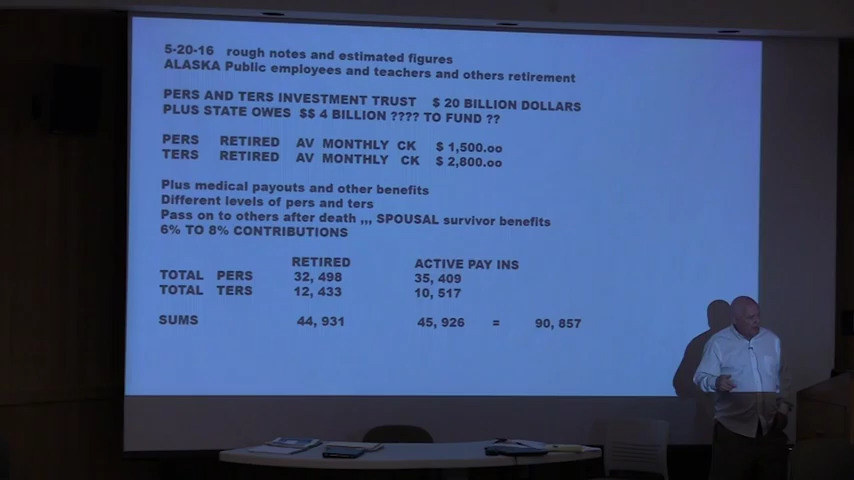 5-20-16 rough notes and estimated figures
ALASKA Public employees and teachers and others retirement
PERS AND TERS INVESTMENT TRUST $ 20 BILLION DOLLARS
PLUS STATE OWES $$ 4 BILLION ???? TO FUND ??
PERS RETIRED AV MONTHLY CK $ 1,500.oo
TERS RETIRED AV MONTHLY CK $ 2,800.oo
Plus medical payouts and other benefits
Different levels of pers and ters
Pass on to others after death ,,, SPOUSAL survivor benefits
6% TO 8% CONTRIBUTIONS
RETIRED ACTIVE PAY INS
TOTAL PERS 32, 498 35, 409
TOTAL TERS 12, 433 10, 517
SUMS 44, 931 45, 926 = 90, 857